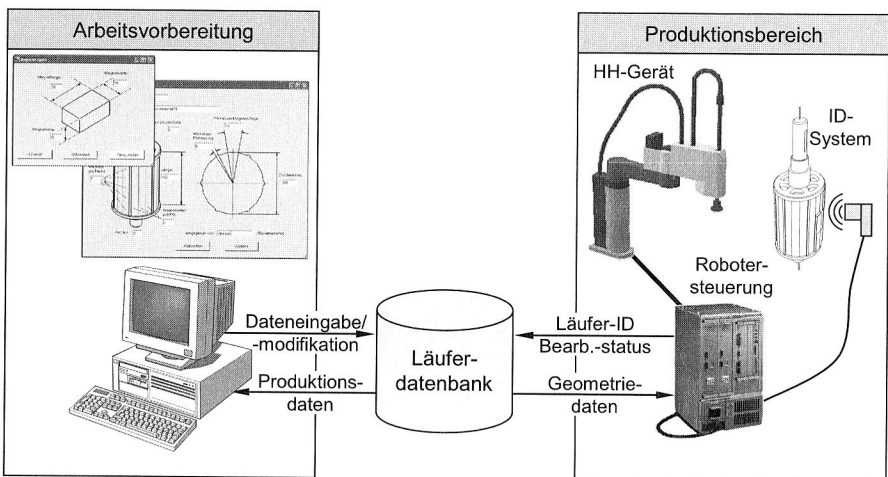 Arbeitsvorbereitung
Produktionsbereich
HH-Gerät
ID-
System
Roboter-
steuerung
Dateneingabe/
-modifikation
Produktions-
daten
Läufer-
datenbank
Läufer-ID
Bearb.-status
Geometrie-
daten